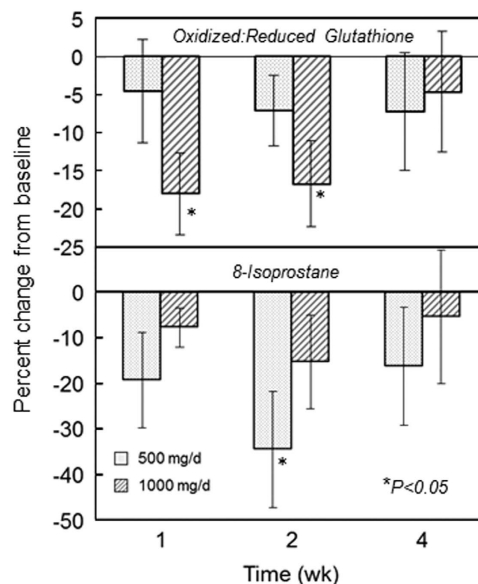 5
Oxidized:Reduced Glutathione
0
-5
-10
-15
-20
*
*
-25
Percent change from baseline
8-Isoprostane
0
-10
-20
-30
-40
-50
500 mg/d
1000 mg/d
*
*P<0.05
1 2 4
Time (wk)